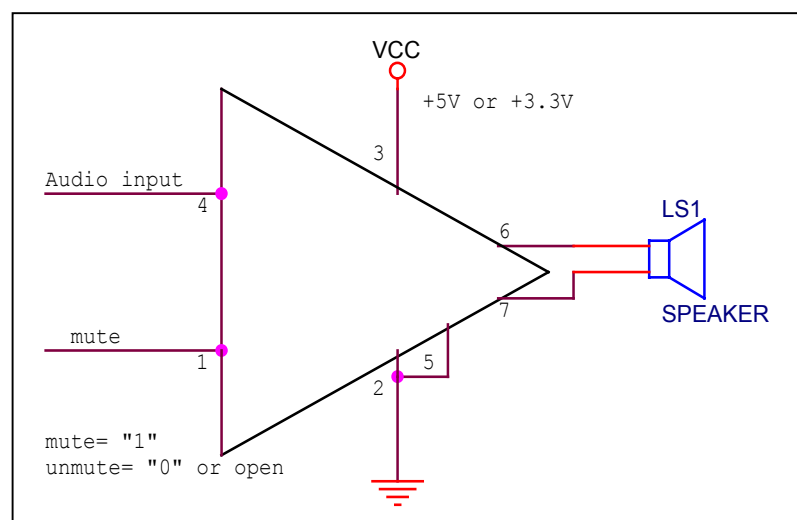 VCC
+5V or +3.3V
3
Audio input
4
6
LS1
7
SPEAKER
mute
1
5
2
mute= "1"
unmute= "0" or open